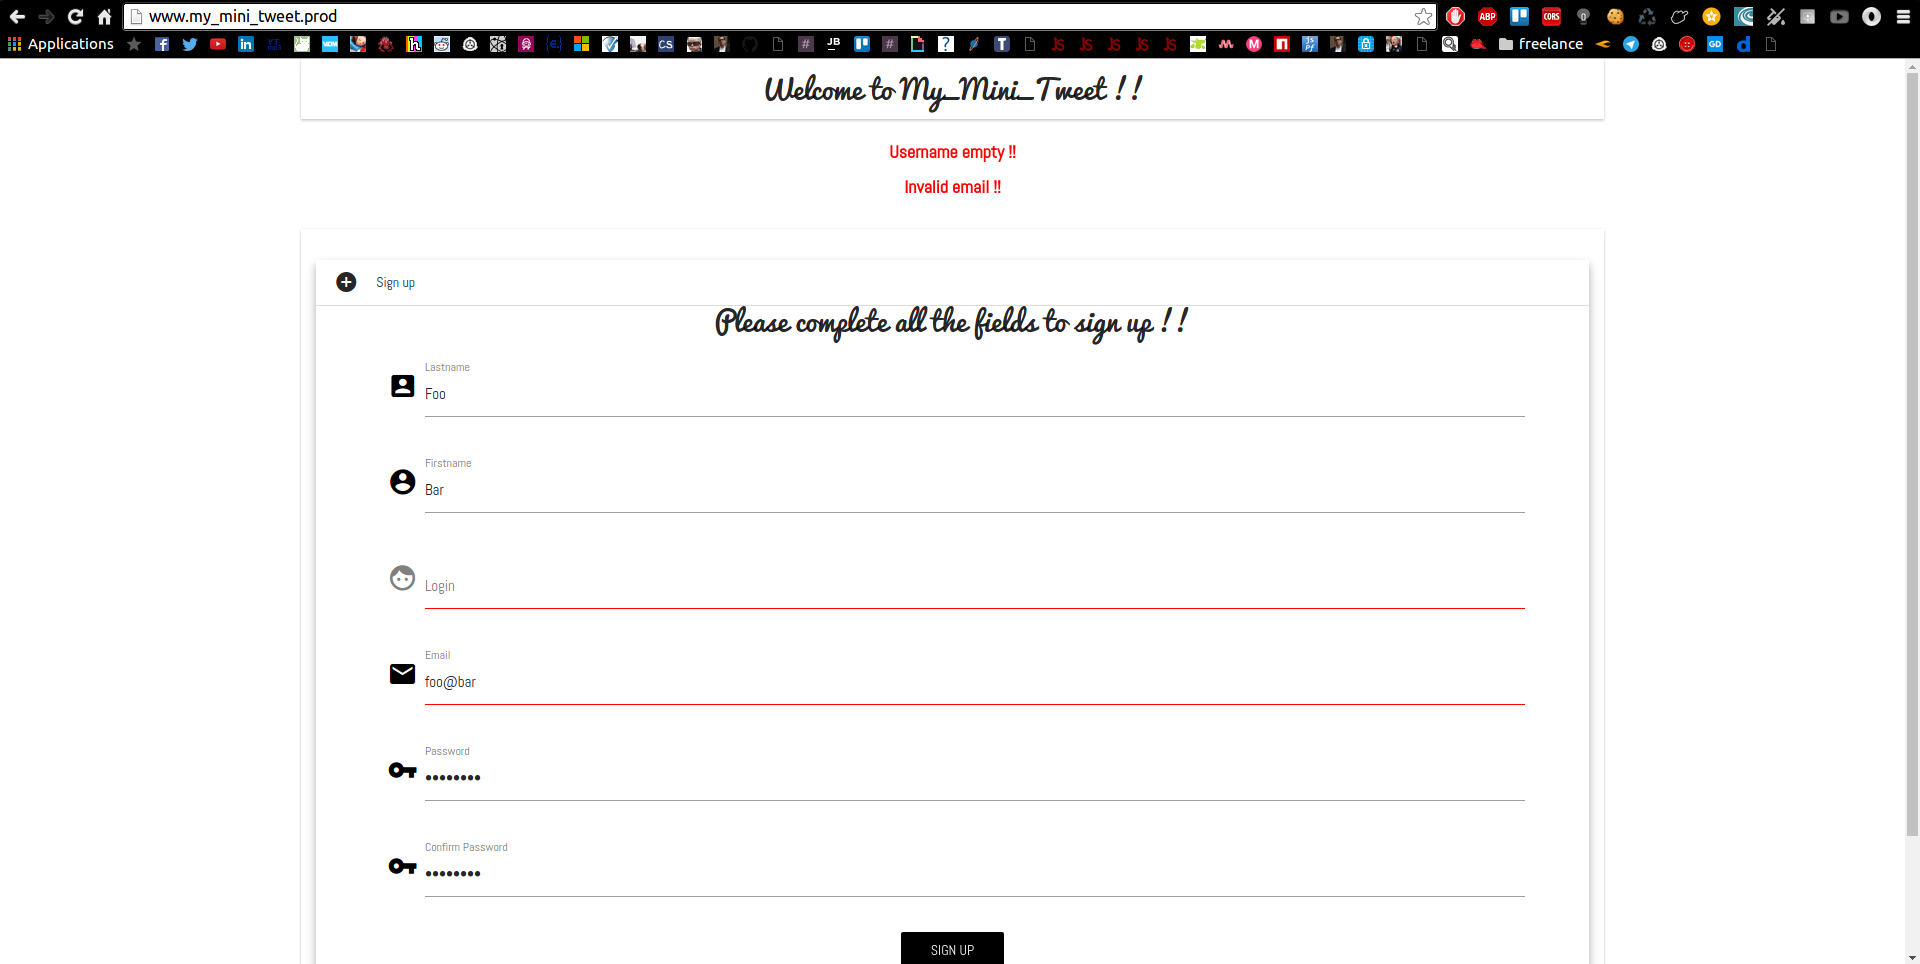 www.my_mini_tweet.prod
Applications
freelance
Welcome to My_Mini_Tweet !!
Username empty !!
Invalid email !!
Sign up
Please complete all the fields to sign up !!
Lastname
Foo
Firstname
Bar
Login
Email
foo@bar
Password
••••••••
Confirm Password
••••••••
SIGN UP